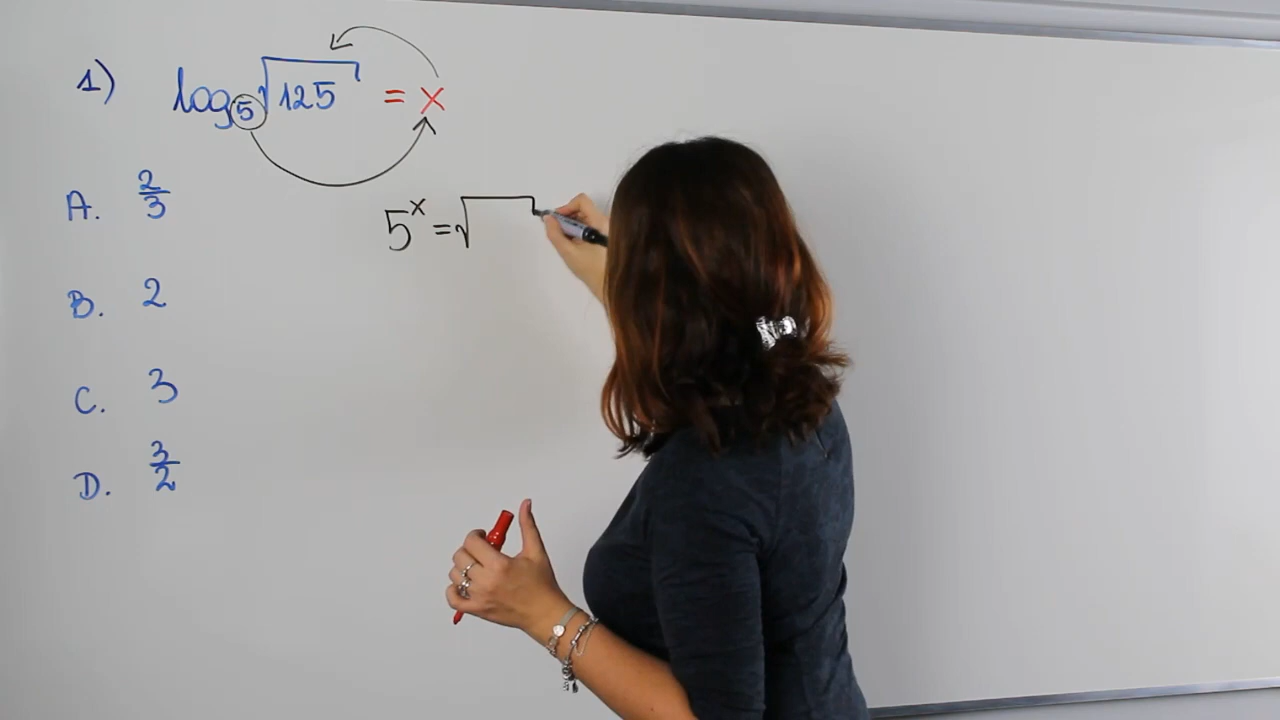 1) log₅√125 = x
A. 2/3
5ˣ = √
B. 2
C. 3
D. 3/2